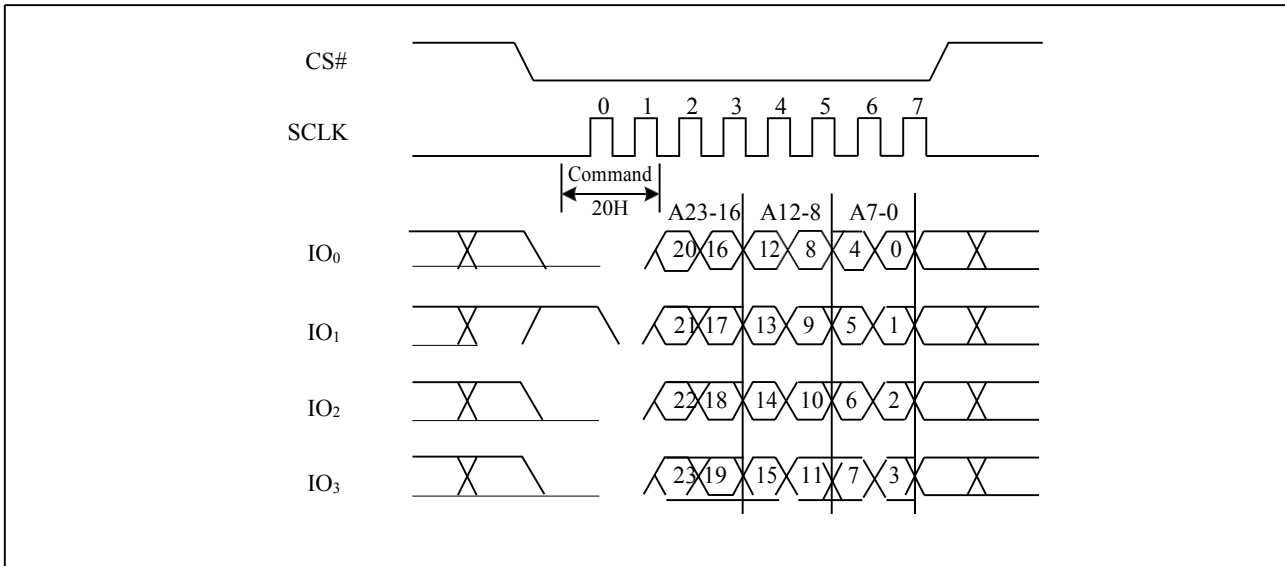 CS#
0 1 2 3 4 5 6 7
SCLK
Command
20H
A23-16 A12-8 A7-0
IO0 20 16 12 8 4 0
IO1 21 17 13 9 5 1
IO2 22 18 14 10 6 2
IO3 23 19 15 11 7 3